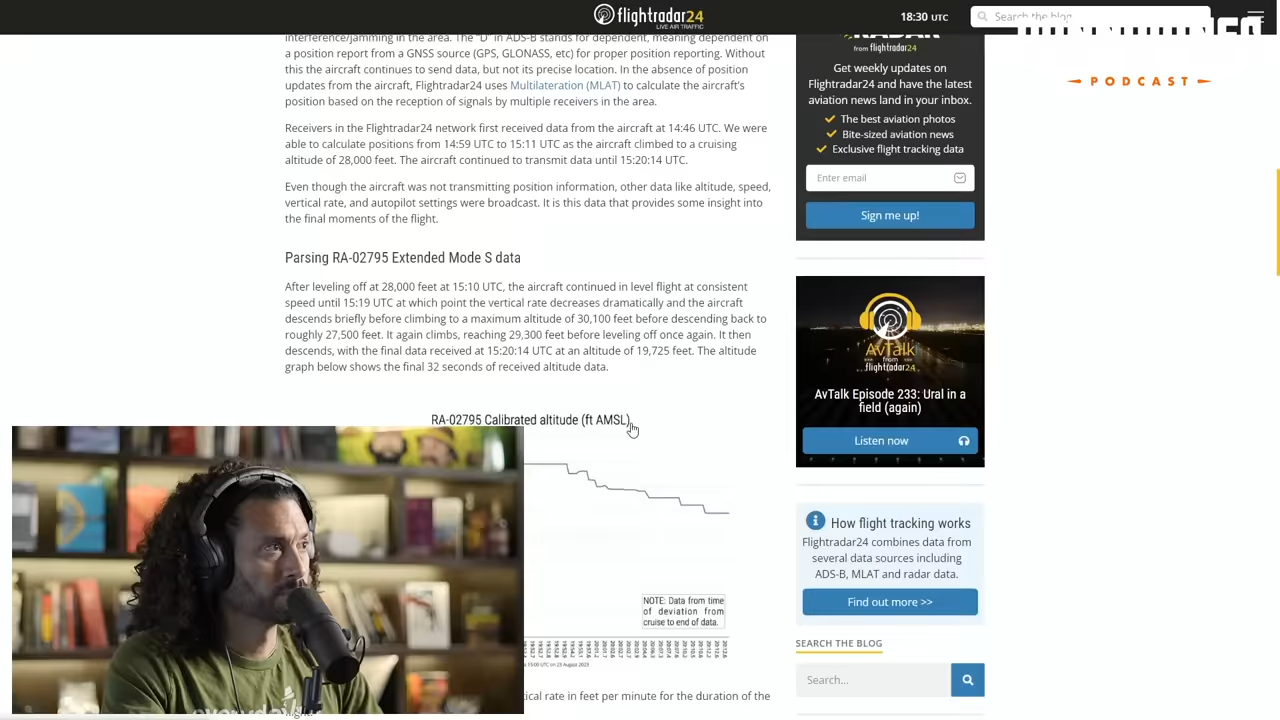 flightradar24
LIVE AIR TRAFFIC
18:30 UTC
Search the blog
PODCAST
interference/jamming in the area. The "D" in ADS-B stands for dependent, meaning dependent on
a position report from a GNSS source (GPS, GLONASS, etc) for proper position reporting. Without
this the aircraft continues to send data, but not its precise location. In the absence of position
updates from the aircraft, Flightradar24 uses Multilateration (MLAT) to calculate the aircraft's
position based on the reception of signals by multiple receivers in the area.
Receivers in the Flightradar24 network first received data from the aircraft at 14:46 UTC. We were
able to calculate positions from 14:59 UTC to 15:11 UTC as the aircraft climbed to a cruising
altitude of 28,000 feet. The aircraft continued to transmit data until 15:20:14 UTC.
Even though the aircraft was not transmitting position information, other data like altitude, speed,
vertical rate, and autopilot settings were broadcast. It is this data that provides some insight into
the final moments of the flight.
Parsing RA-02795 Extended Mode S data
After leveling off at 28,000 feet at 15:10 UTC, the aircraft continued in level flight at consistent
speed until 15:19 UTC at which point the vertical rate decreases dramatically and the aircraft
descends briefly before climbing to a maximum altitude of 30,100 feet before descending back to
roughly 27,500 feet. It again climbs, reaching 29,300 feet before leveling off once again. It then
descends, with the final data received at 15:20:14 UTC at an altitude of 19,725 feet. The altitude
graph below shows the final 32 seconds of received altitude data.
RA-02795 Calibrated altitude (ft AMSL)
NOTE: Data from time
of deviation from
cruise to end of data.
15:00 UTC on 23 August 2023
tical rate in feet per minute for the duration of the
RADAR
from flightradar24
Get weekly updates on
Flightradar24 and have the latest
aviation news land in your inbox.
The best aviation photos
Bite-sized aviation news
Exclusive flight tracking data
Enter email
Sign me up!
AvTalk
from
flightradar24
AvTalk Episode 233: Ural in a
field (again)
Listen now
How flight tracking works
Flightradar24 combines data from
several data sources including
ADS-B, MLAT and radar data.
Find out more >>
SEARCH THE BLOG
Search...